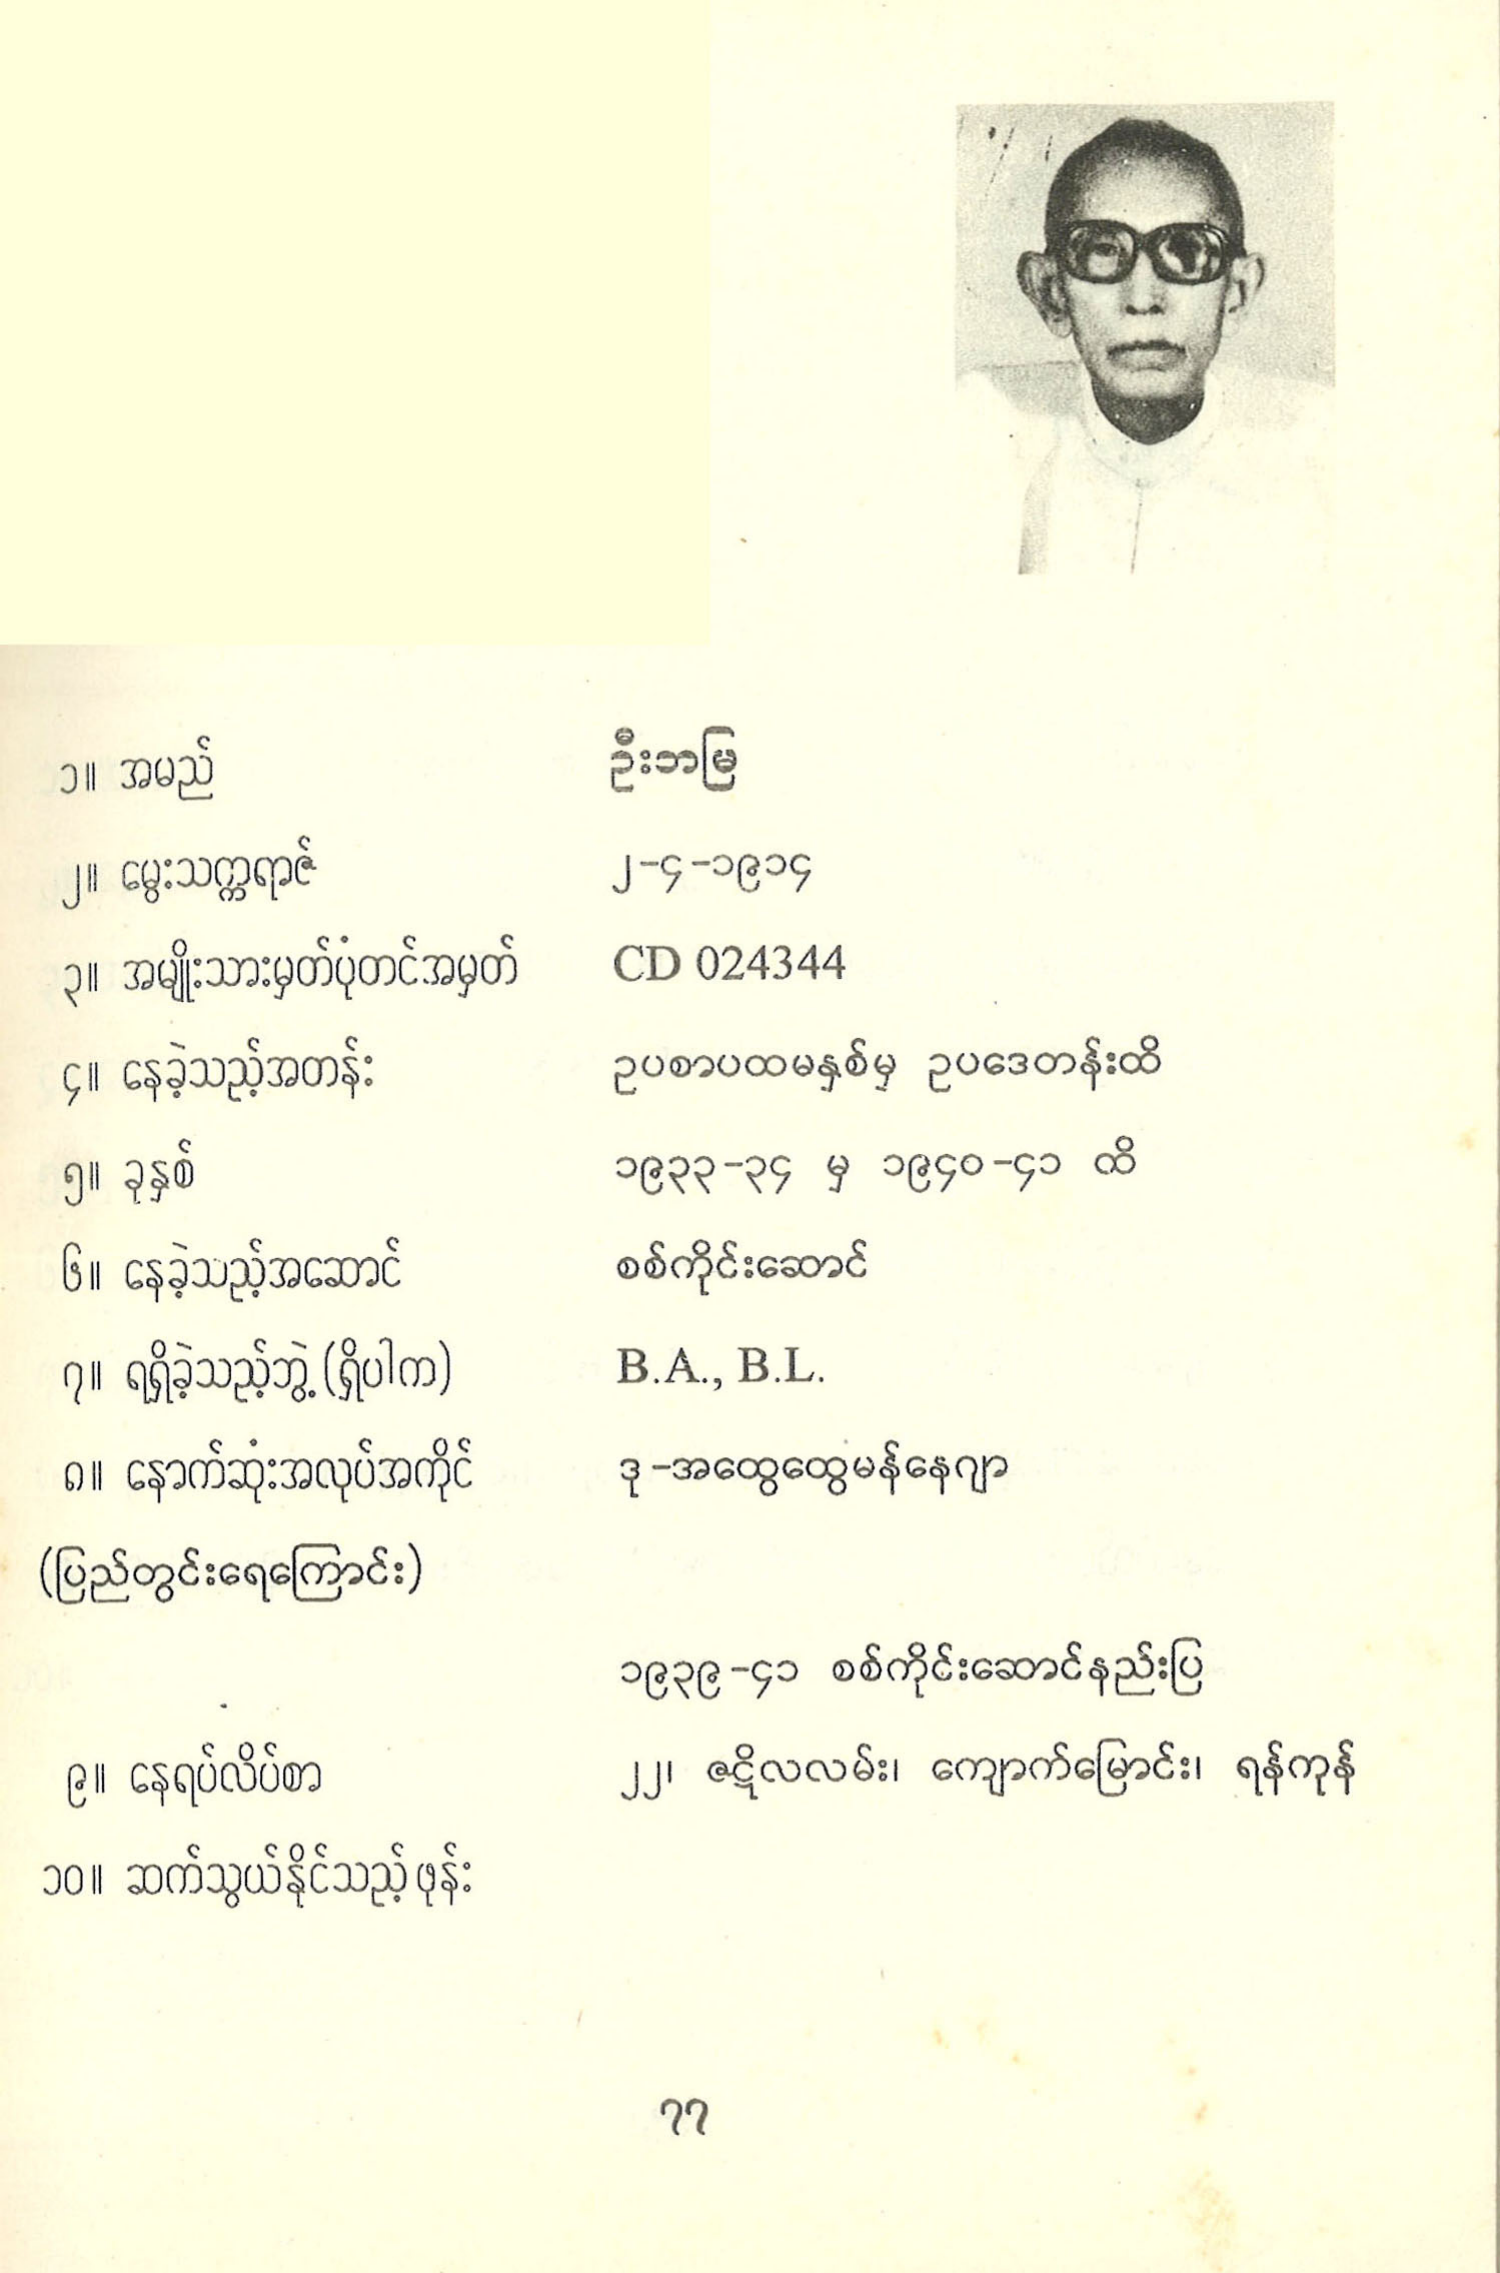 ၁။ အမည် ဦးဘမြ
၂။ မွေးသက္ကရာဇ် ၂-၄-၁၉၁၄
၃။ အမျိုးသားမှတ်ပုံတင်အမှတ် CD 024344
၄။ နေခဲ့သည့်အတန်း ဥပစာပထမနှစ်မှ ဥပဒေတန်းထိ
၅။ ခုနှစ် ၁၉၃၃-၃၄ မှ ၁၉၄၀-၄၁ ထိ
၆။ နေခဲ့သည့်အဆောင် စစ်ကိုင်းဆောင်
၇။ ရရှိခဲ့သည့်ဘွဲ့ (ရှိပါက) B.A., B.L.
၈။ နောက်ဆုံးအလုပ်အကိုင် ဒု-အထွေထွေမန်နေဂျာ
(ပြည်တွင်းရေကြောင်း)
၁၉၃၉-၄၁ စစ်ကိုင်းဆောင်နည်းပြ
၉။ နေရပ်လိပ်စာ ၂၂၊ ဇဋိလလမ်း၊ ကျောက်မြောင်း၊ ရန်ကုန်
၁၀။ ဆက်သွယ်နိုင်သည့်ဖုန်း
၇၇